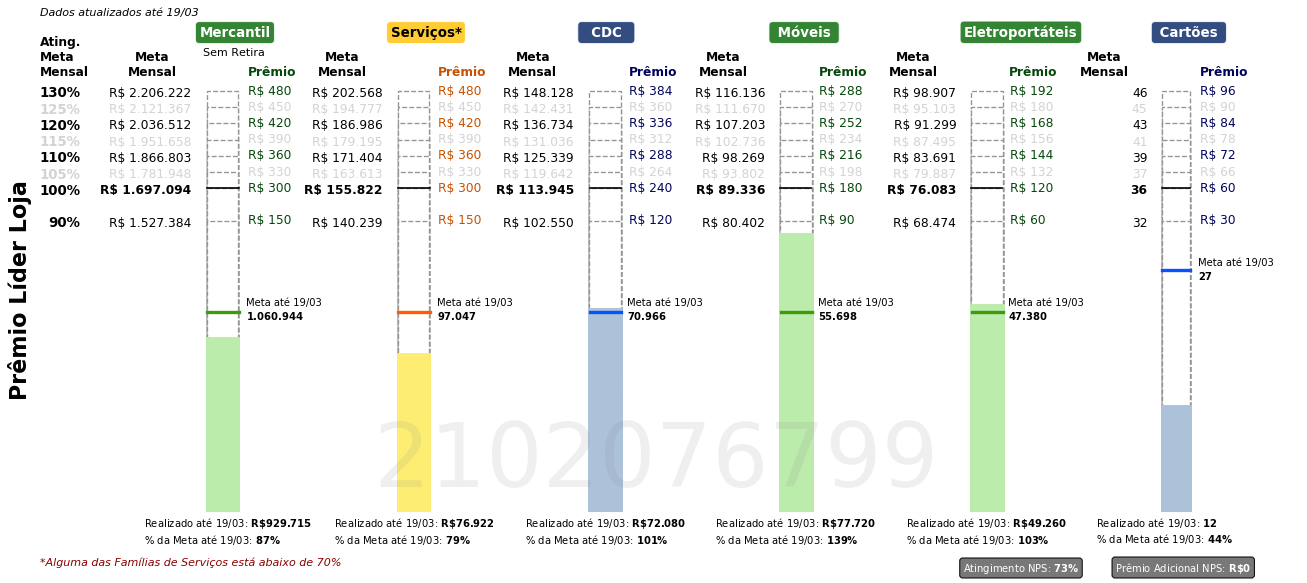 Dados atualizados até 19/03
Mercantil Serviços* CDC Móveis Eletroportáteis Cartões
Sem Retira
Ating. Meta Mensal Meta Mensal Prêmio Meta Mensal Prêmio Meta Mensal Prêmio Meta Mensal Prêmio Meta Mensal Prêmio Meta Mensal Prêmio
130% R$ 2.206.222 R$ 480 R$ 202.568 R$ 480 R$ 148.128 R$ 384 R$ 116.136 R$ 288 R$ 98.907 R$ 192 46 R$ 96
125% R$ 2.121.367 R$ 450 R$ 194.777 R$ 450 R$ 142.431 R$ 360 R$ 111.670 R$ 270 R$ 95.103 R$ 180 45 R$ 90
120% R$ 2.036.512 R$ 420 R$ 186.986 R$ 420 R$ 136.734 R$ 336 R$ 107.203 R$ 252 R$ 91.299 R$ 168 43 R$ 84
115% R$ 1.951.658 R$ 390 R$ 179.195 R$ 390 R$ 131.036 R$ 312 R$ 102.736 R$ 234 R$ 87.495 R$ 156 41 R$ 78
110% R$ 1.866.803 R$ 360 R$ 171.404 R$ 360 R$ 125.339 R$ 288 R$ 98.269 R$ 216 R$ 83.691 R$ 144 39 R$ 72
105% R$ 1.781.948 R$ 330 R$ 163.613 R$ 330 R$ 119.642 R$ 264 R$ 93.802 R$ 198 R$ 79.887 R$ 132 37 R$ 66
100% R$ 1.697.094 R$ 300 R$ 155.822 R$ 300 R$ 113.945 R$ 240 R$ 89.336 R$ 180 R$ 76.083 R$ 120 36 R$ 60
90% R$ 1.527.384 R$ 150 R$ 140.239 R$ 150 R$ 102.550 R$ 120 R$ 80.402 R$ 90 R$ 68.474 R$ 60 32 R$ 30
Prêmio Líder Loja
Meta até 19/03
27
Meta até 19/03 Meta até 19/03 Meta até 19/03 Meta até 19/03 Meta até 19/03
1.060.944 97.047 70.966 55.698 47.380
2102076799
Realizado até 19/03: R$929.715 Realizado até 19/03: R$76.922 Realizado até 19/03: R$72.080 Realizado até 19/03: R$77.720 Realizado até 19/03: R$49.260 Realizado até 19/03: 12
% da Meta até 19/03: 87% % da Meta até 19/03: 79% % da Meta até 19/03: 101% % da Meta até 19/03: 139% % da Meta até 19/03: 103% % da Meta até 19/03: 44%
*Alguma das Famílias de Serviços está abaixo de 70%
Atingimento NPS: 73% Prêmio Adicional NPS: R$0